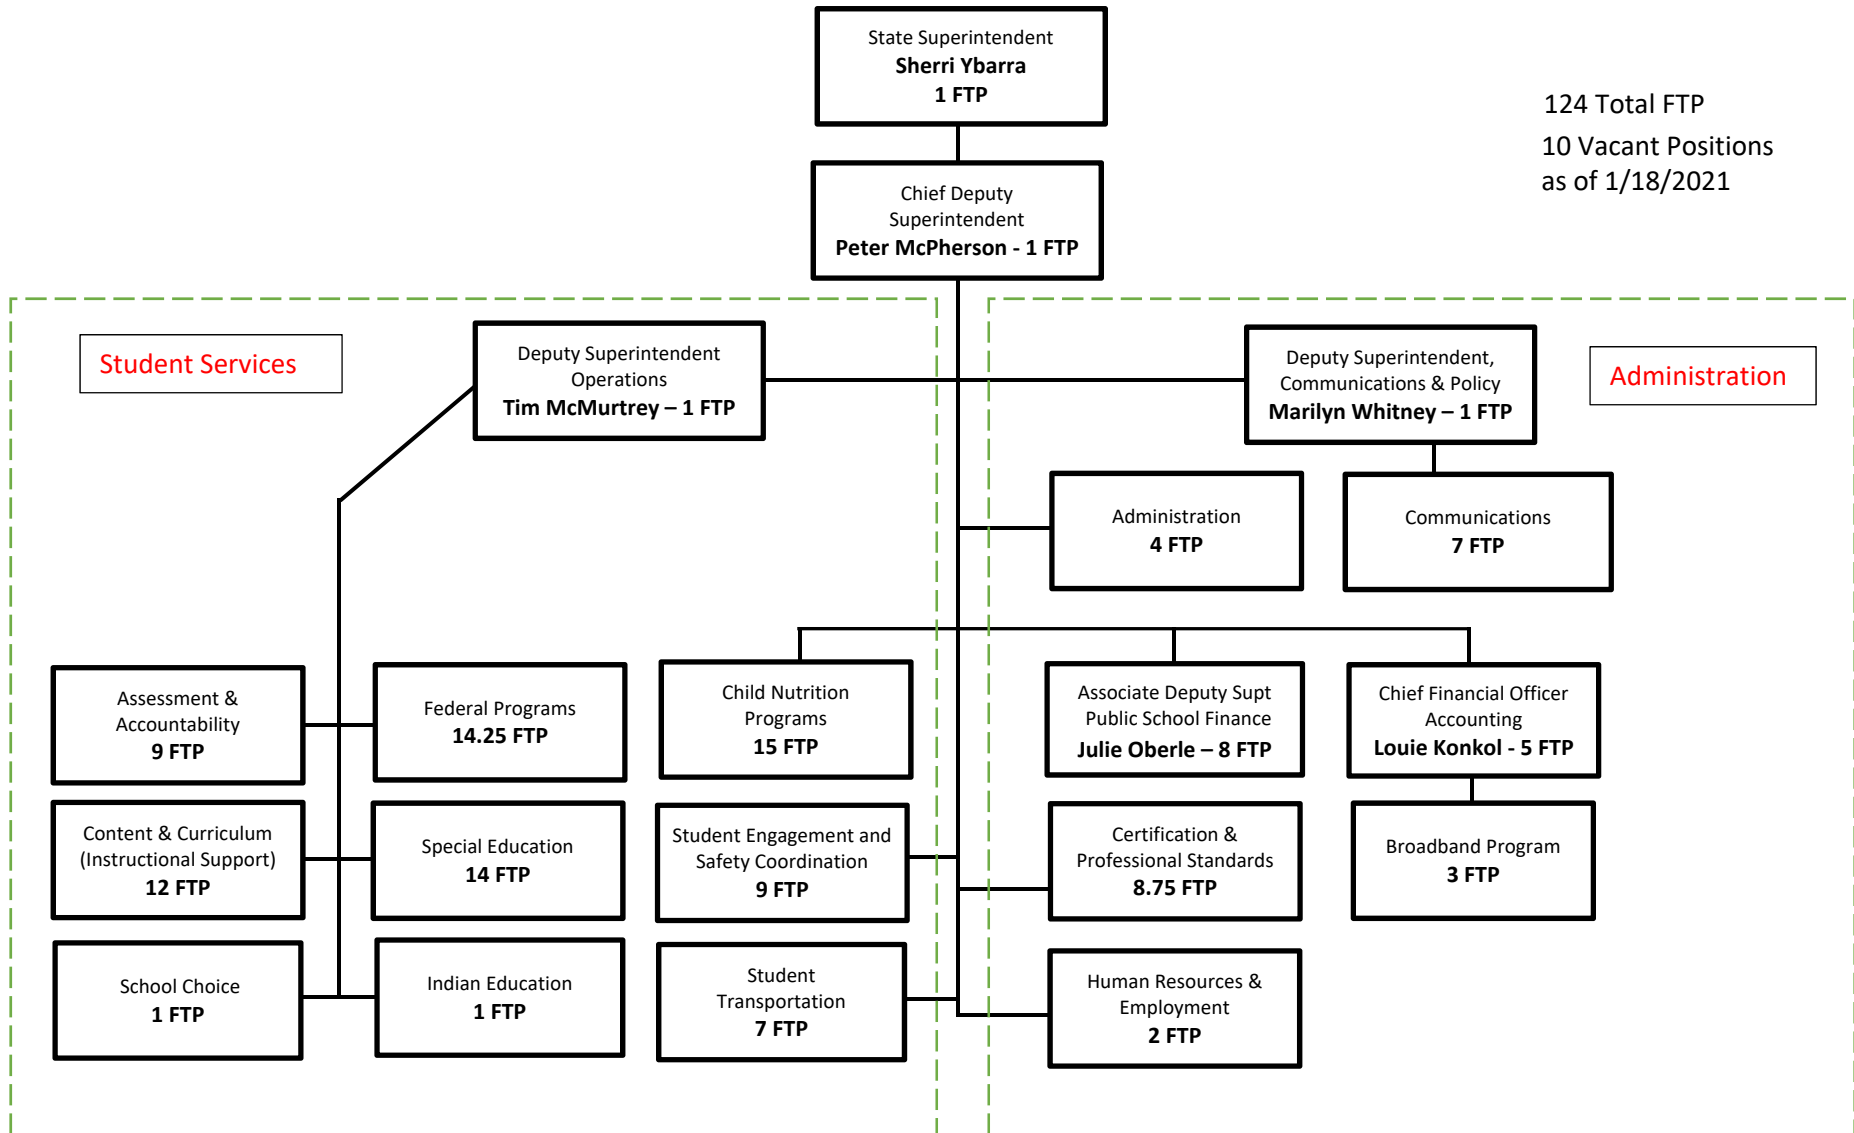 State Superintendent
Sherri Ybarra
1 FTP
124 Total FTP
10 Vacant Positions
as of 1/18/2021
Chief Deputy
Superintendent
Peter McPherson - 1 FTP
Student Services
Deputy Superintendent
Operations
Tim McMurtrey – 1 FTP
Deputy Superintendent,
Communications & Policy
Marilyn Whitney – 1 FTP
Administration
Administration
4 FTP
Communications
7 FTP
Assessment &
Accountability
9 FTP
Federal Programs
14.25 FTP
Child Nutrition
Programs
15 FTP
Associate Deputy Supt
Public School Finance
Julie Oberle – 8 FTP
Chief Financial Officer
Accounting
Louie Konkol - 5 FTP
Content & Curriculum
(Instructional Support)
12 FTP
Special Education
14 FTP
Student Engagement and
Safety Coordination
9 FTP
Certification &
Professional Standards
8.75 FTP
Broadband Program
3 FTP
School Choice
1 FTP
Indian Education
1 FTP
Student
Transportation
7 FTP
Human Resources &
Employment
2 FTP